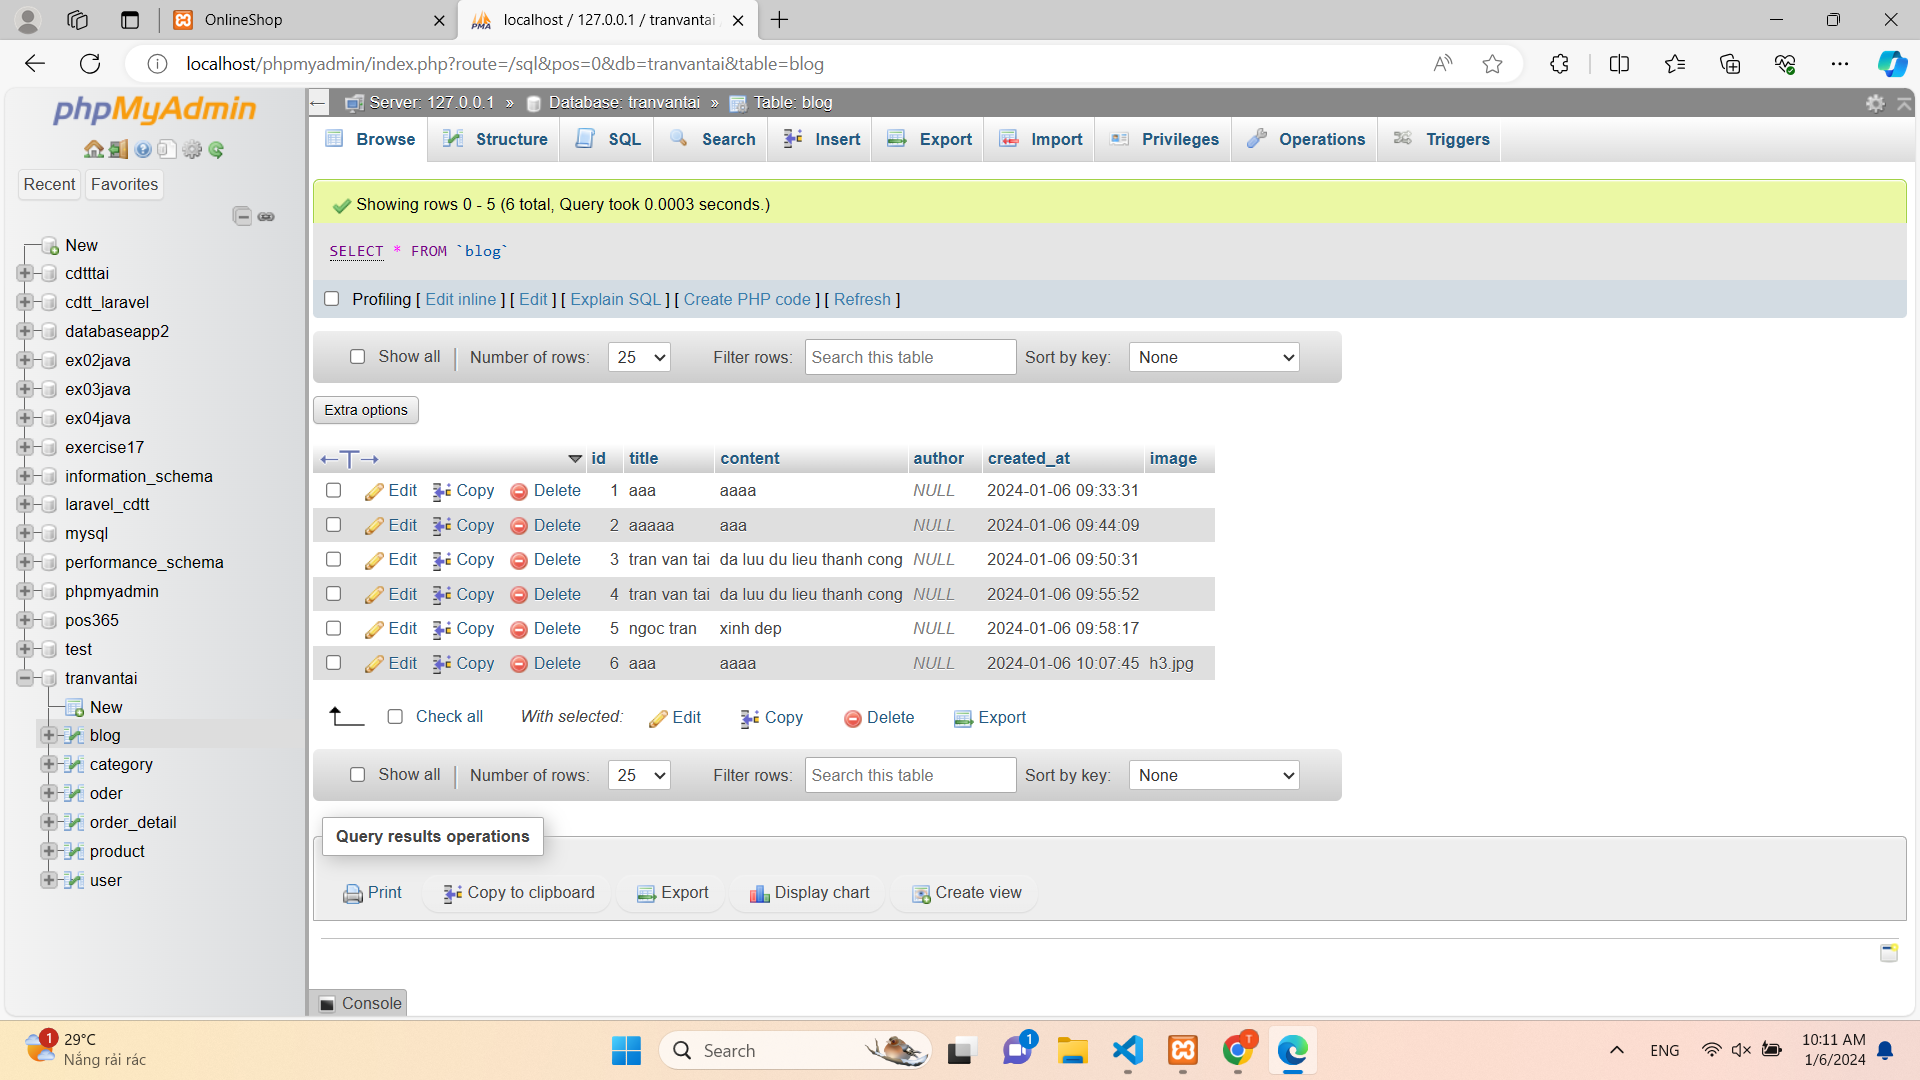 OnlineShop
localhost / 127.0.0.1 / tranvantai
localhost/phpmyadmin/index.php?route=/sql&pos=0&db=tranvantai&table=blog
phpMyAdmin
Recent
Favorites
New
cdtttai
cdtt_laravel
databaseapp2
ex02java
ex03java
ex04java
exercise17
information_schema
laravel_cdtt
mysql
performance_schema
phpmyadmin
pos365
test
tranvantai
New
blog
category
oder
order_detail
product
user
Server: 127.0.0.1 » Database: tranvantai » Table: blog
Browse Structure SQL Search Insert Export Import Privileges Operations Triggers
Showing rows 0 - 5 (6 total, Query took 0.0003 seconds.)
SELECT * FROM `blog`
Profiling [ Edit inline ] [ Edit ] [ Explain SQL ] [ Create PHP code ] [ Refresh ]
Show all | Number of rows: 25 Filter rows: Search this table Sort by key: None
Extra options
←T→ id title content author created_at image
Edit Copy Delete 1 aaa aaaa NULL 2024-01-06 09:33:31
Edit Copy Delete 2 aaaaa aaa NULL 2024-01-06 09:44:09
Edit Copy Delete 3 tran van tai da luu du lieu thanh cong NULL 2024-01-06 09:50:31
Edit Copy Delete 4 tran van tai da luu du lieu thanh cong NULL 2024-01-06 09:55:52
Edit Copy Delete 5 ngoc tran xinh dep NULL 2024-01-06 09:58:17
Edit Copy Delete 6 aaa aaaa NULL 2024-01-06 10:07:45 h3.jpg
Check all With selected: Edit Copy Delete Export
Show all | Number of rows: 25 Filter rows: Search this table Sort by key: None
Query results operations
Print Copy to clipboard Export Display chart Create view
Console
1
29°C
Nắng rải rác
Search
1
T
ENG
10:11 AM
1/6/2024